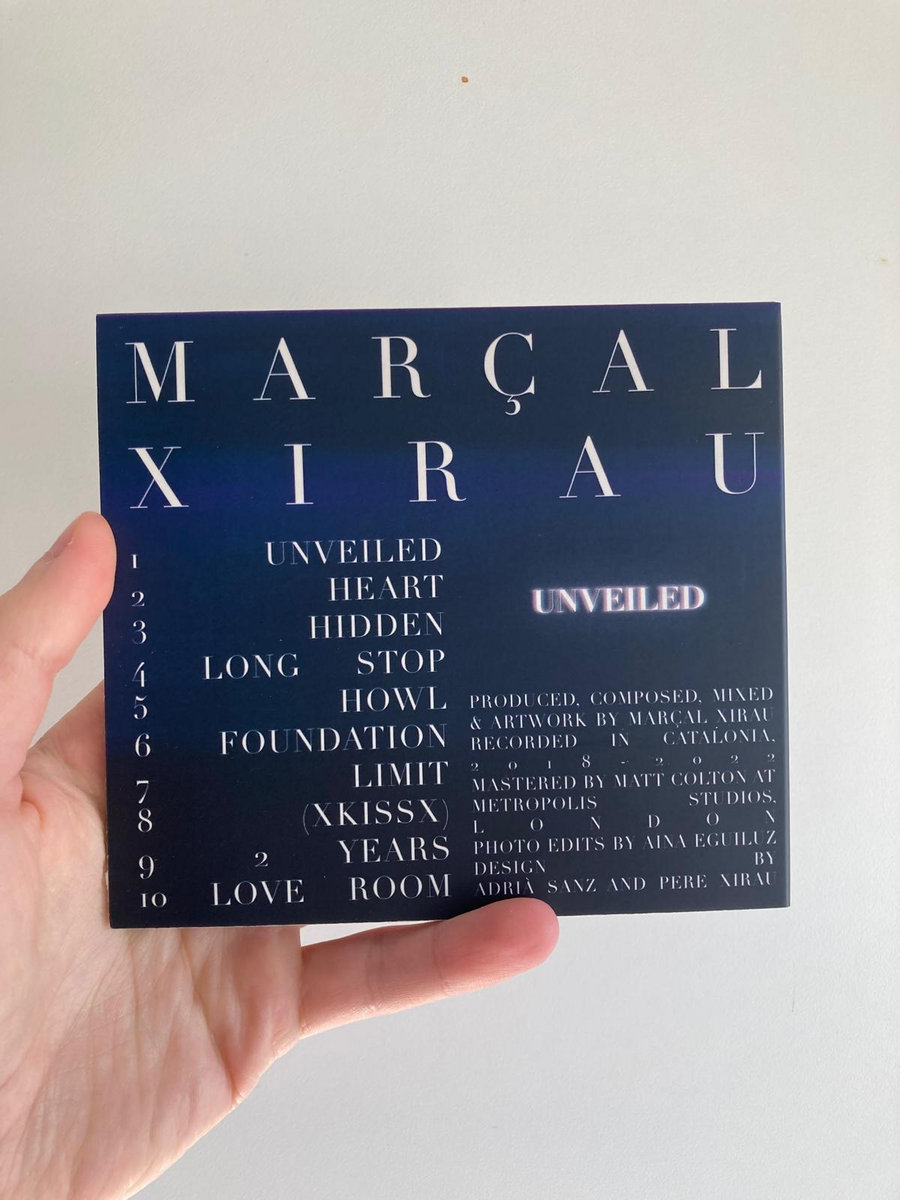 MARÇAL
XIRAU
1 UNVEILED
2 HEART
3 HIDDEN
4 LONG STOP
5 HOWL
6 FOUNDATION
7 LIMIT
8 (XKISSX)
9 2 YEARS
10 LOVE ROOM
UNVEILED
PRODUCED, COMPOSED, MIXED
& ARTWORK BY MARÇAL XIRAU
RECORDED IN CATALONIA,
2018-2022
MASTERED BY MATT COLTON AT
METROPOLIS STUDIOS,
LONDON
PHOTO EDITS BY AINA EGUILUZ
DESIGN BY
ADRIÀ SANZ AND PERE XIRAU